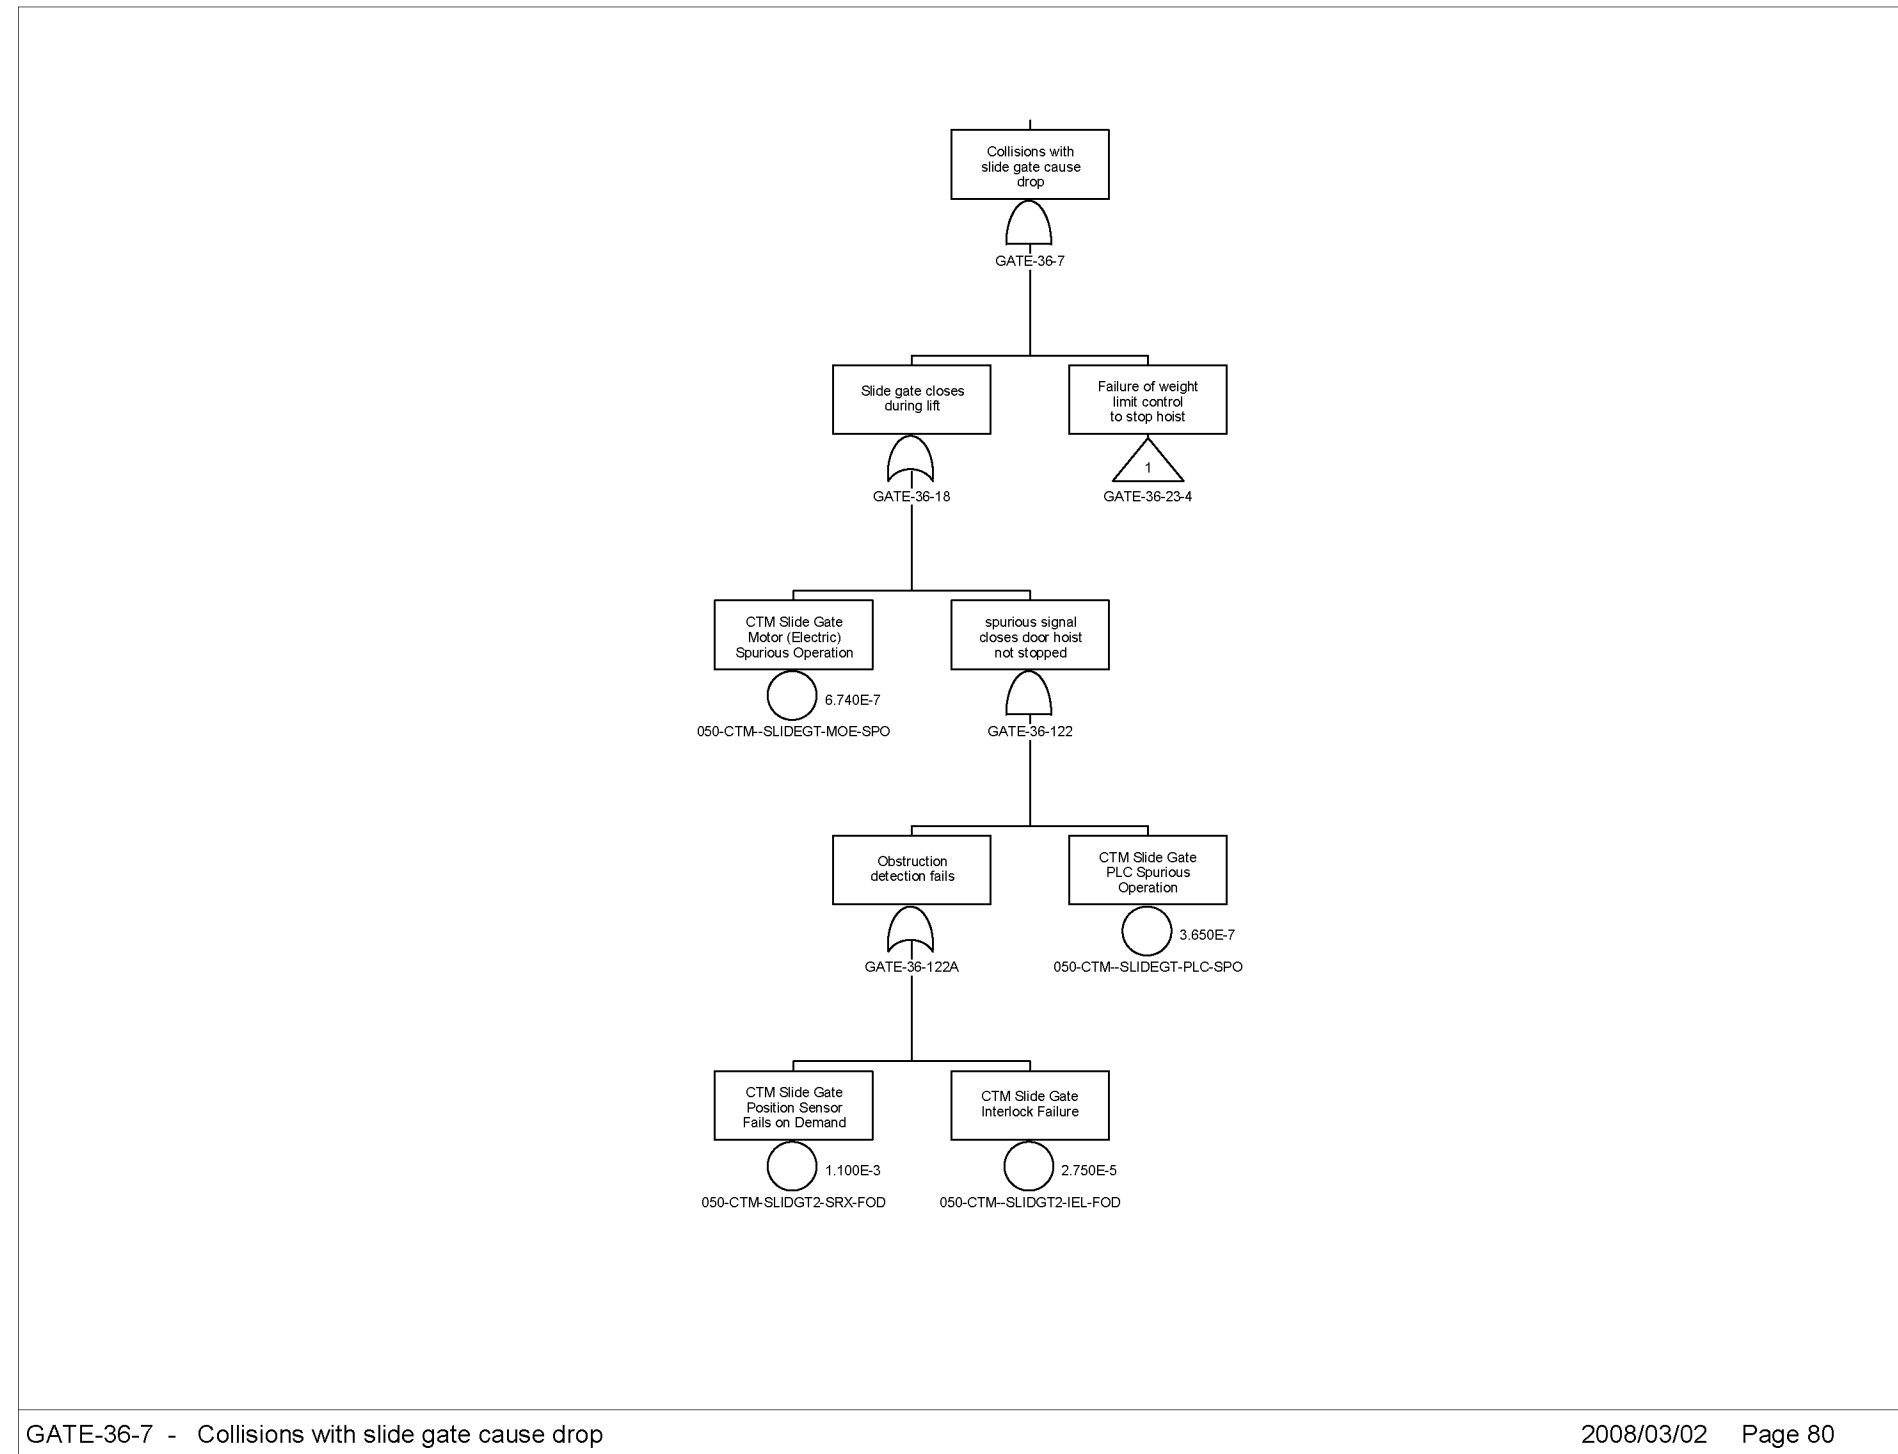 Collisions with
slide gate cause
drop
GATE-36-7
Slide gate closes
during lift
GATE-36-18
Failure of weight
limit control
to stop hoist
1
GATE-36-23-4
CTM Slide Gate
Motor (Electric)
Spurious Operation
6.740E-7
050-CTM--SLIDEGT-MOE-SPO
spurious signal
closes door hoist
not stopped
GATE-36-122
Obstruction
detection fails
GATE-36-122A
CTM Slide Gate
PLC Spurious
Operation
3.650E-7
050-CTM--SLIDEGT-PLC-SPO
CTM Slide Gate
Position Sensor
Fails on Demand
1.100E-3
050-CTM-SLIDGT2-SRX-FOD
CTM Slide Gate
Interlock Failure
2.750E-5
050-CTM--SLIDGT2-IEL-FOD
GATE-36-7 - Collisions with slide gate cause drop
2008/03/02 Page 80